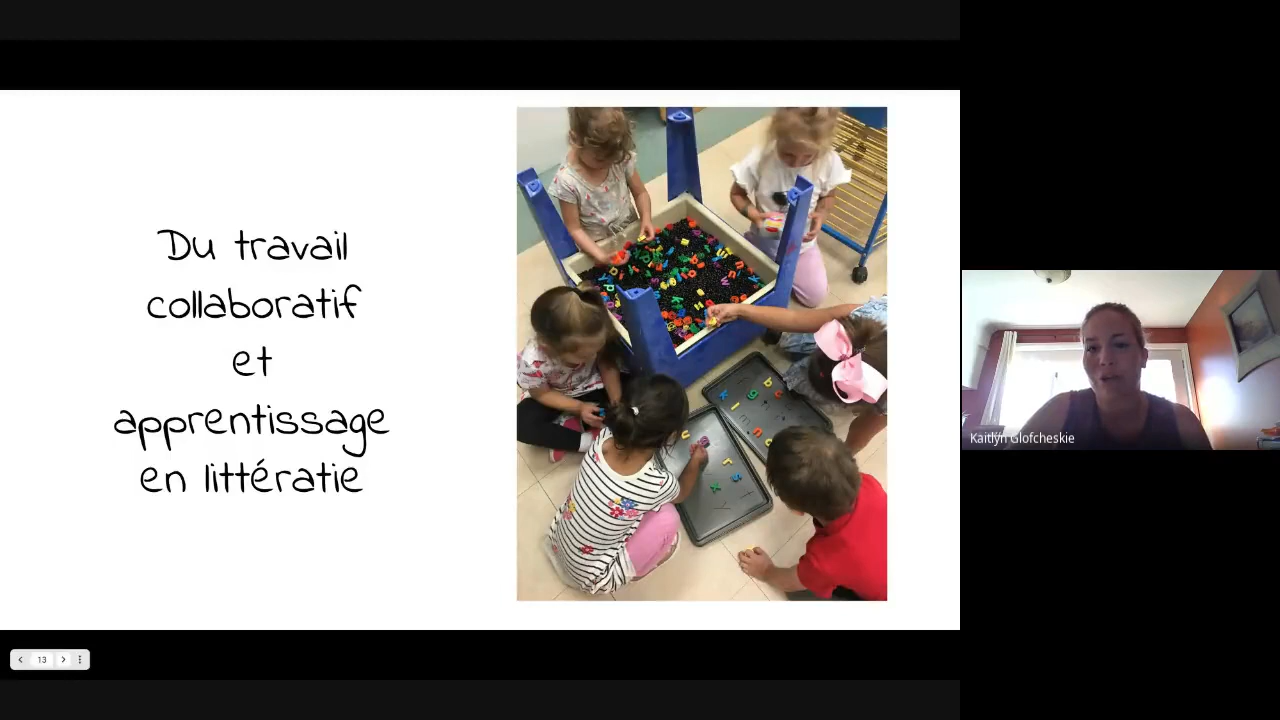 Du travail
collaboratif
et
apprentissage
en littératie
Kaitlyn Glofcheskie
13